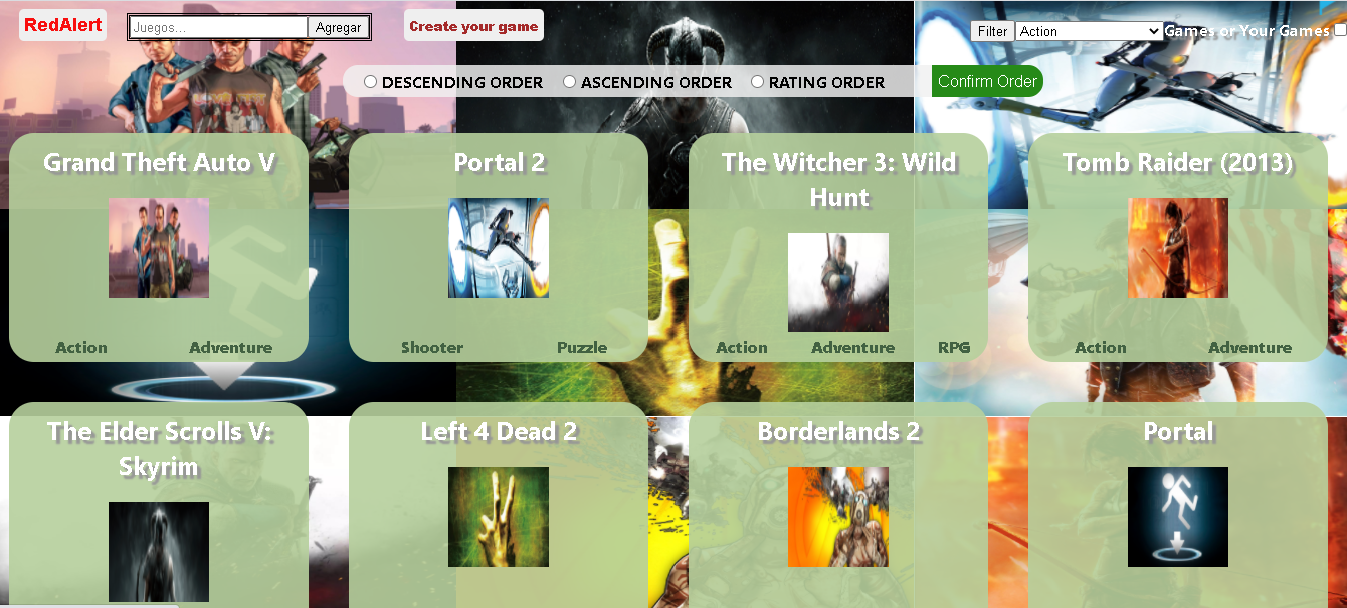 RedAlert
Juegos...
Agregar
Create your game
Filter
Action
Games or Your Games
DESCENDING ORDER
ASCENDING ORDER
RATING ORDER
Confirm Order
Grand Theft Auto V
Action
Adventure
Portal 2
Shooter
Puzzle
The Witcher 3: Wild
Hunt
Action
Adventure
RPG
Tomb Raider (2013)
Action
Adventure
The Elder Scrolls V:
Skyrim
Left 4 Dead 2
Borderlands 2
Portal